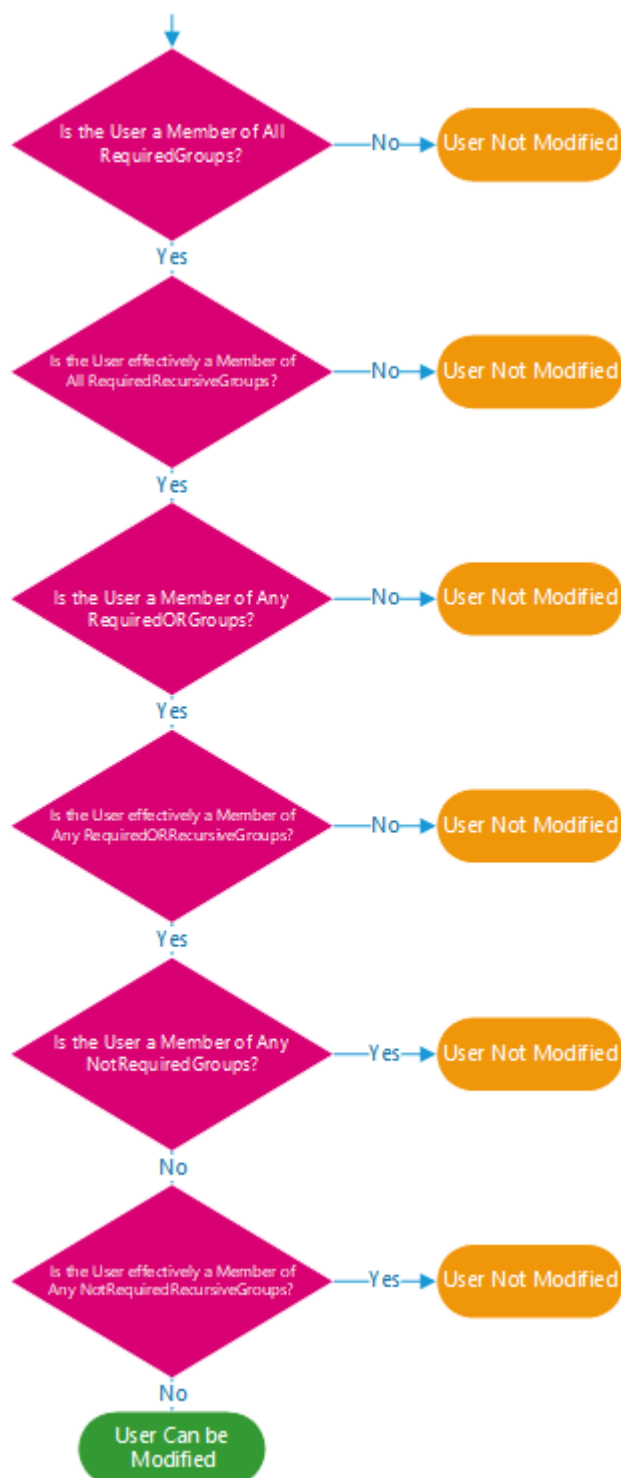 Is the User a Member of All
RequiredGroups?
No
User Not Modified
Yes
Is the User effectively a Member of
All RequiredRecursiveGroups?
No
User Not Modified
Yes
Is the User a Member of Any
RequiredORGroups?
No
User Not Modified
Yes
Is the User effectively a Member of
Any RequiredORRecursiveGroups?
No
User Not Modified
Yes
Is the User a Member of Any
NotRequiredGroups?
Yes
User Not Modified
No
Is the User effectively a Member of
Any NotRequiredRecursiveGroups?
Yes
User Not Modified
No
User Can be
Modified